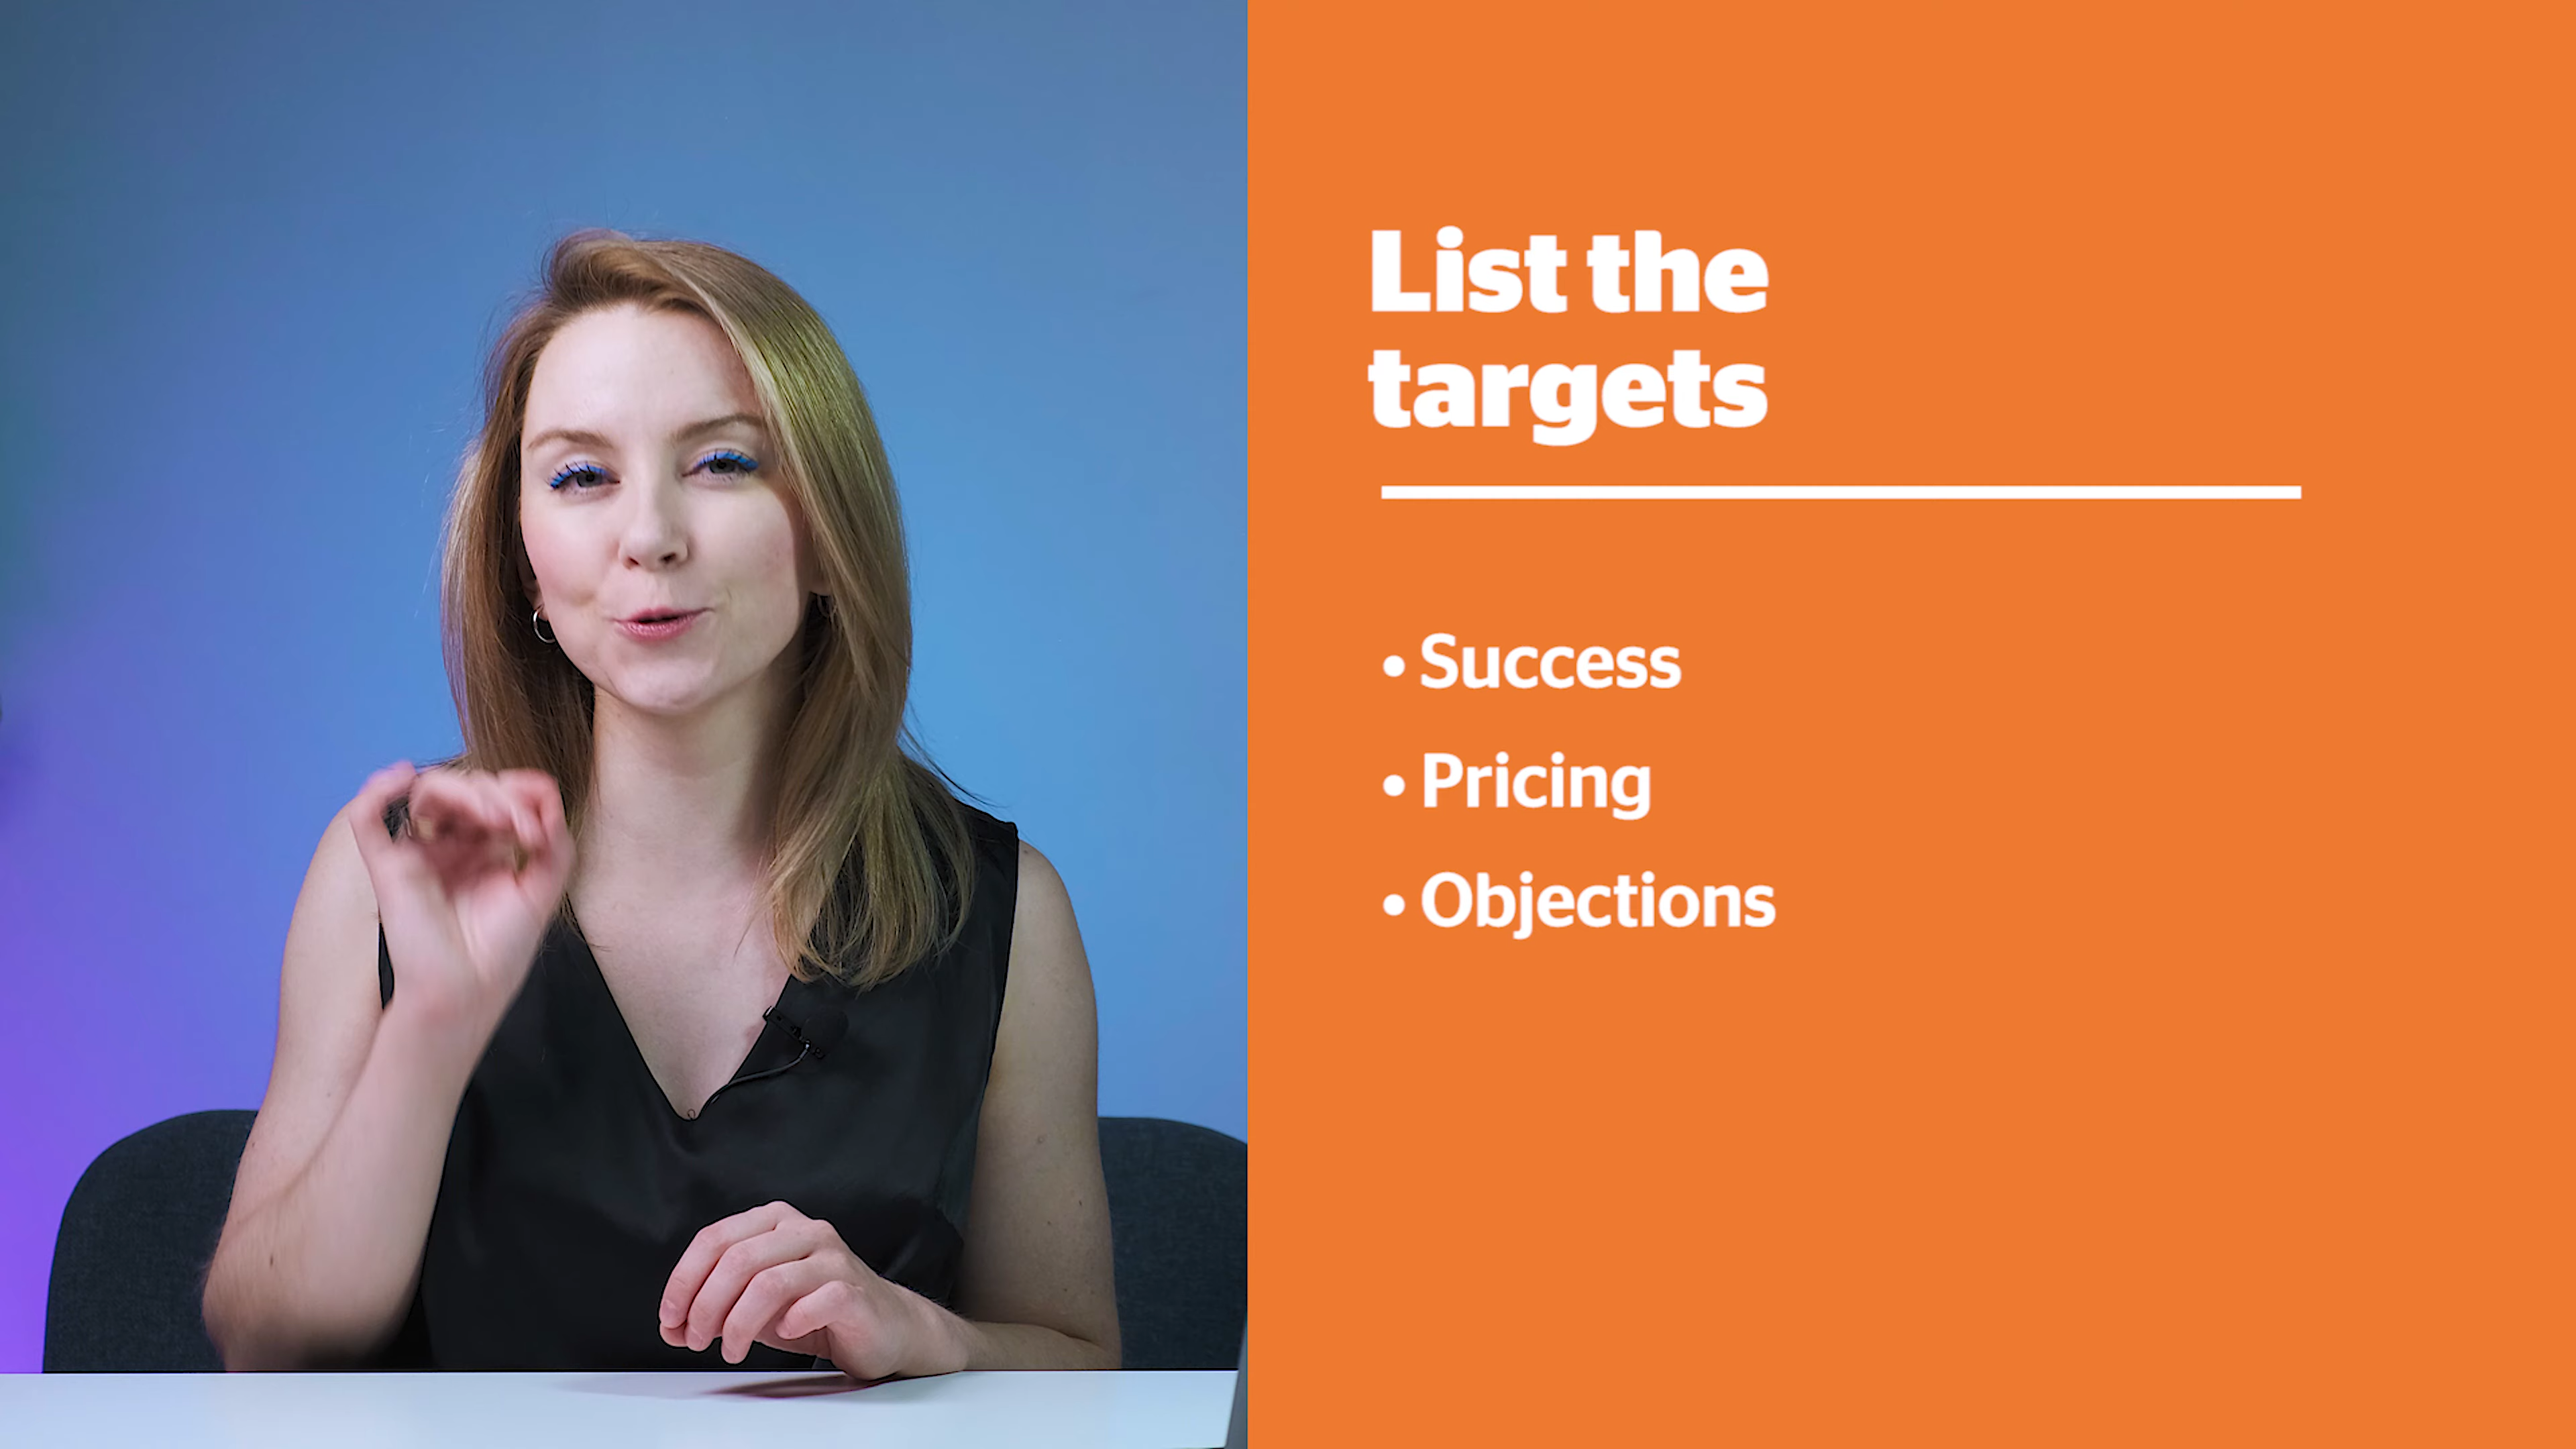 List the
targets
• Success
• Pricing
• Objections